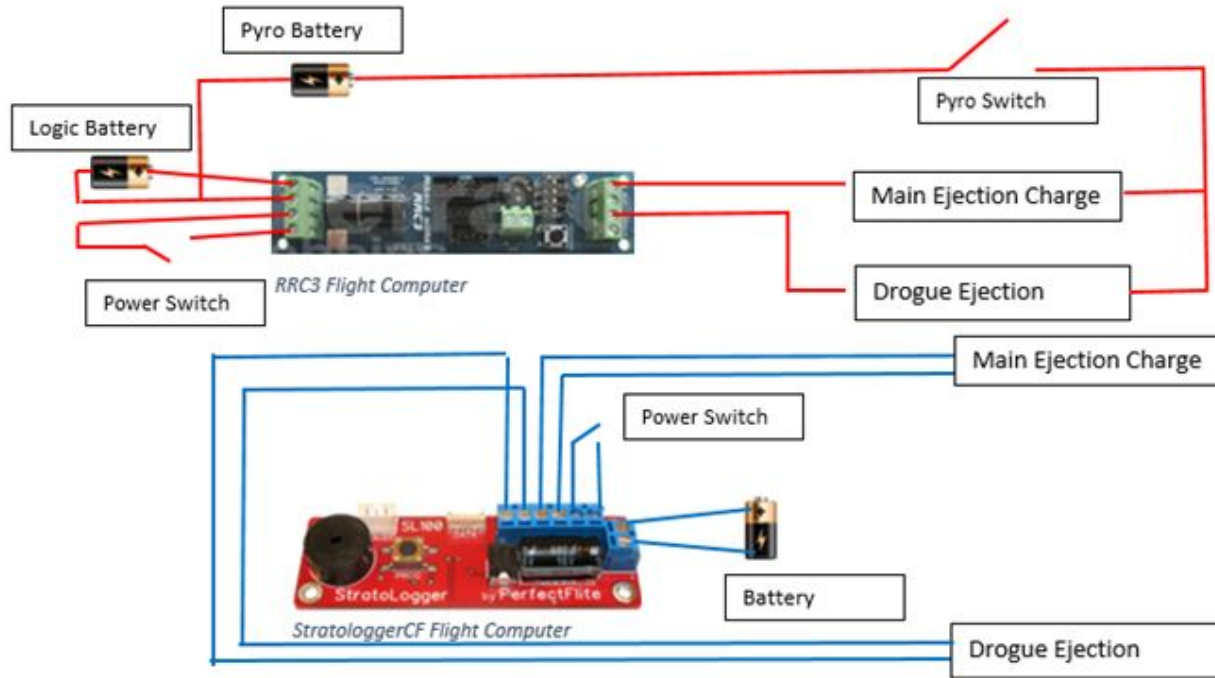 Pyro Battery
Pyro Switch
Logic Battery
Main Ejection Charge
RRC3
RRC3 Flight Computer
Drogue Ejection
Power Switch
Main Ejection Charge
Power Switch
SL100
StratoLogger
by PerfectFlite
Battery
StratologgerCF Flight Computer
Drogue Ejection